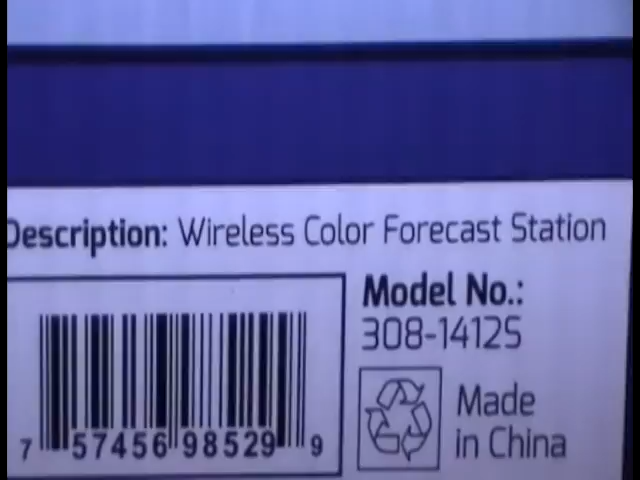 Description: Wireless Color Forecast Station
Model No.:
308-1412S
Made
in China
7 57456 98529 9